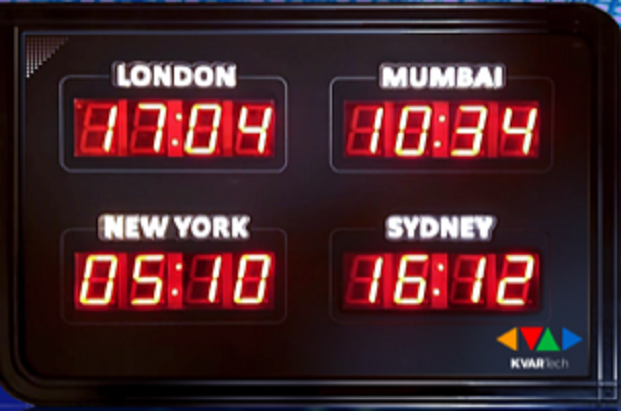 LONDON
17:04
MUMBAI
10:34
NEW YORK
05:10
SYDNEY
16:12
KVARTech